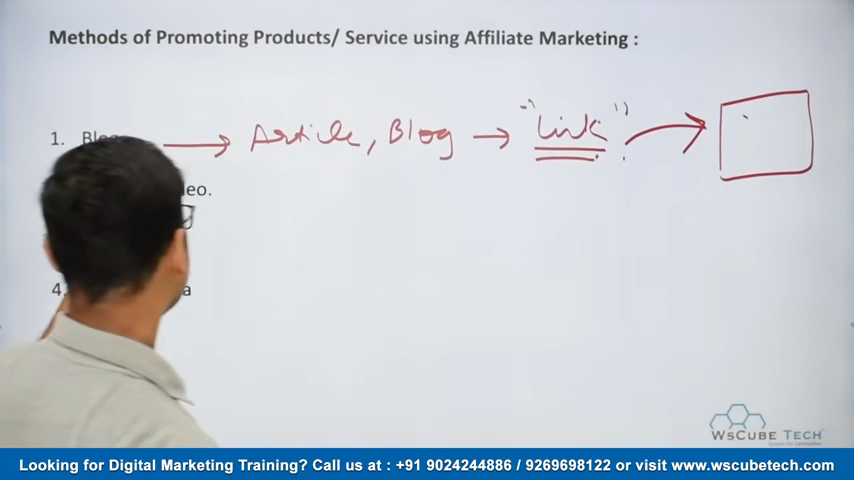 Methods of Promoting Products/ Service using Affiliate Marketing :
1. → Article, Blog → "Link" →
eo.
4. a
WsCube Tech
Looking for Digital Marketing Training? Call us at : +91 9024244886 / 9269698122 or visit www.wscubetech.com